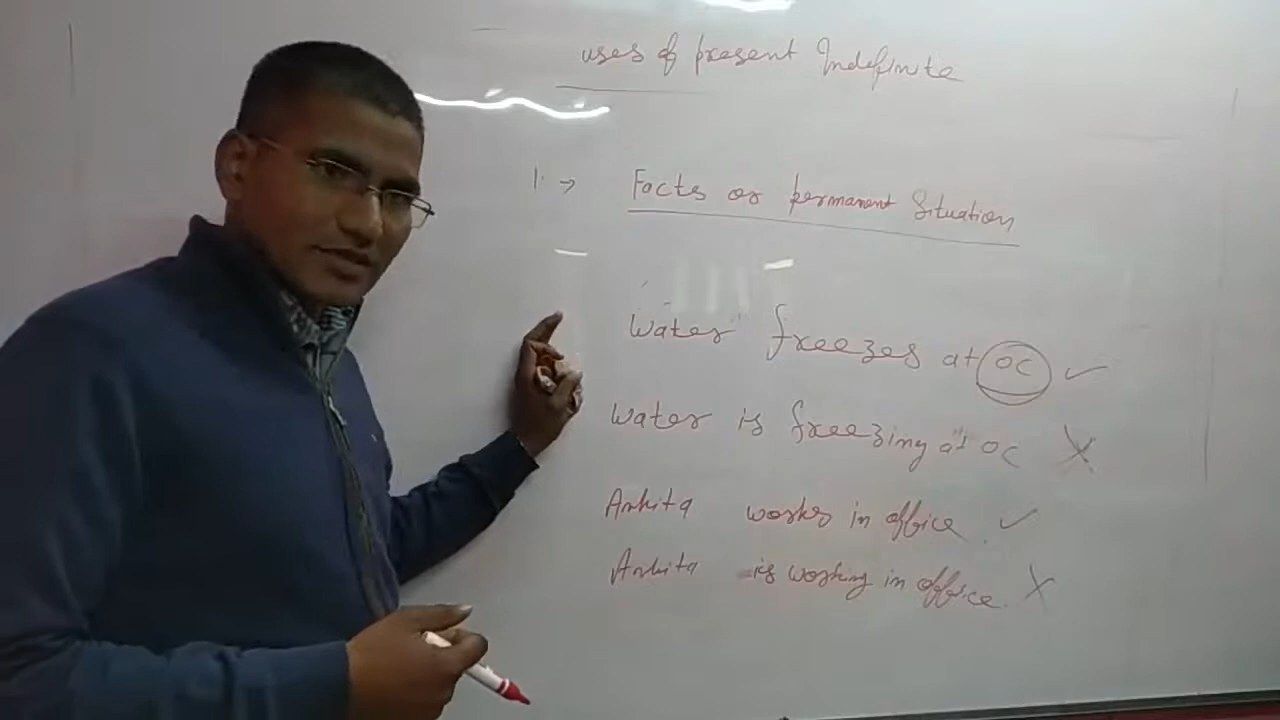 uses of present Indefinite
1. → Facts or permanent Situation
Water freezes at 0C ✓
Water is freezing at 0C ✗
Ankita works in office. ✓
Ankita is working in office. ✗